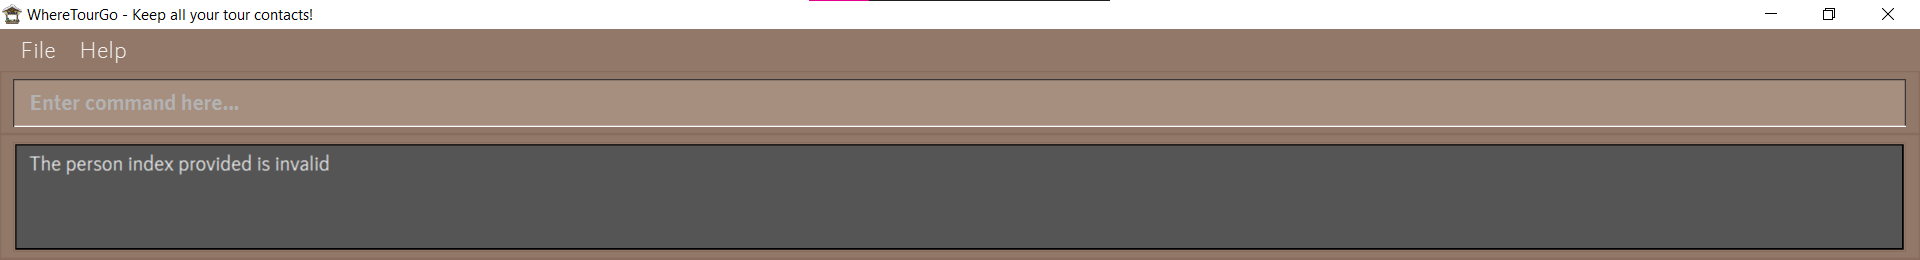 WhereTourGo - Keep all your tour contacts!
File Help
Enter command here...
The person index provided is invalid